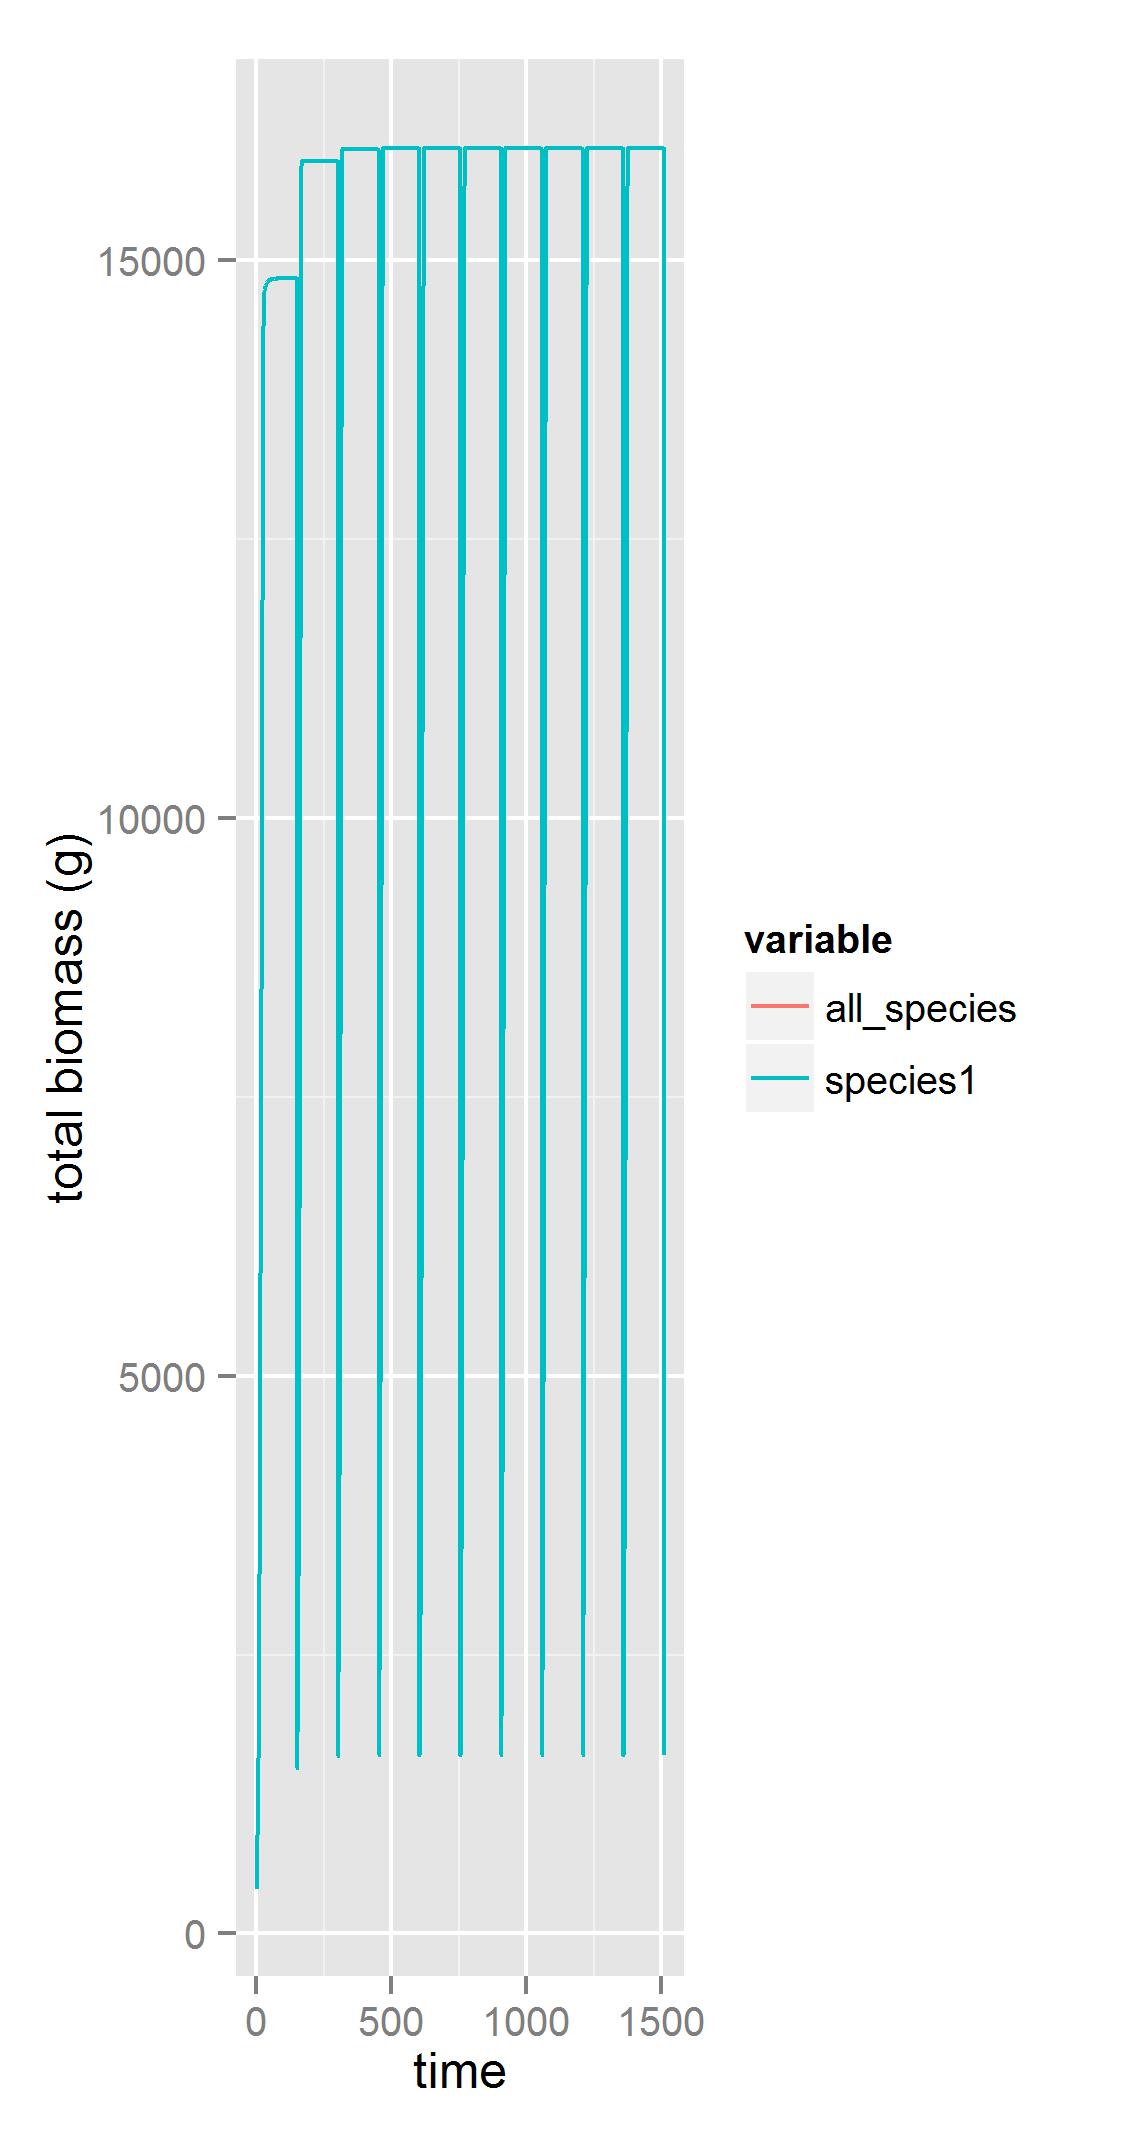 15000
10000
5000
0
total biomass (g)
0 500 1000 1500
time
variable
all_species
species1